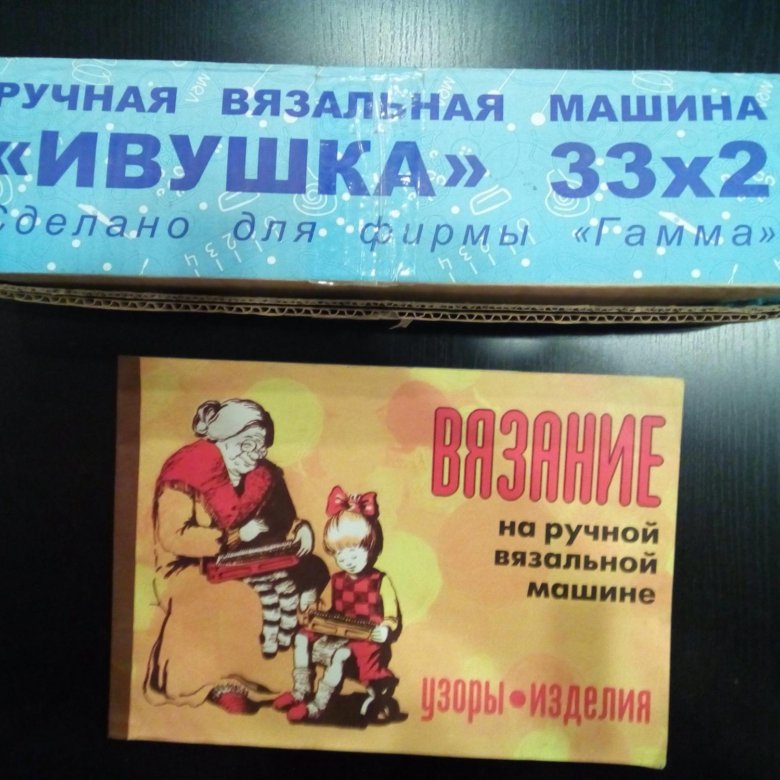 РУЧНАЯ ВЯЗАЛЬНАЯ МАШИНА
«ИВУШКА» 33х2
Сделано для фирмы «Гамма»
ВЯЗАНИЕ
на ручной
вязальной
машине
узоры • изделия